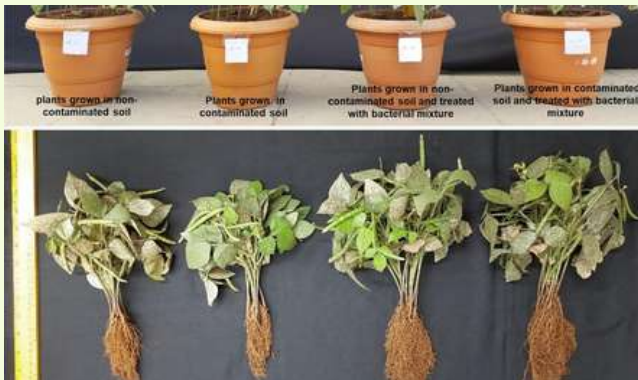 plants grown in non-
contaminated soil
Plants grown in
contaminated soil
Plants grown in non-
contaminated soil and treated
with bacterial mixture
Plants grown in contaminated
soil and treated with bacterial
mixture